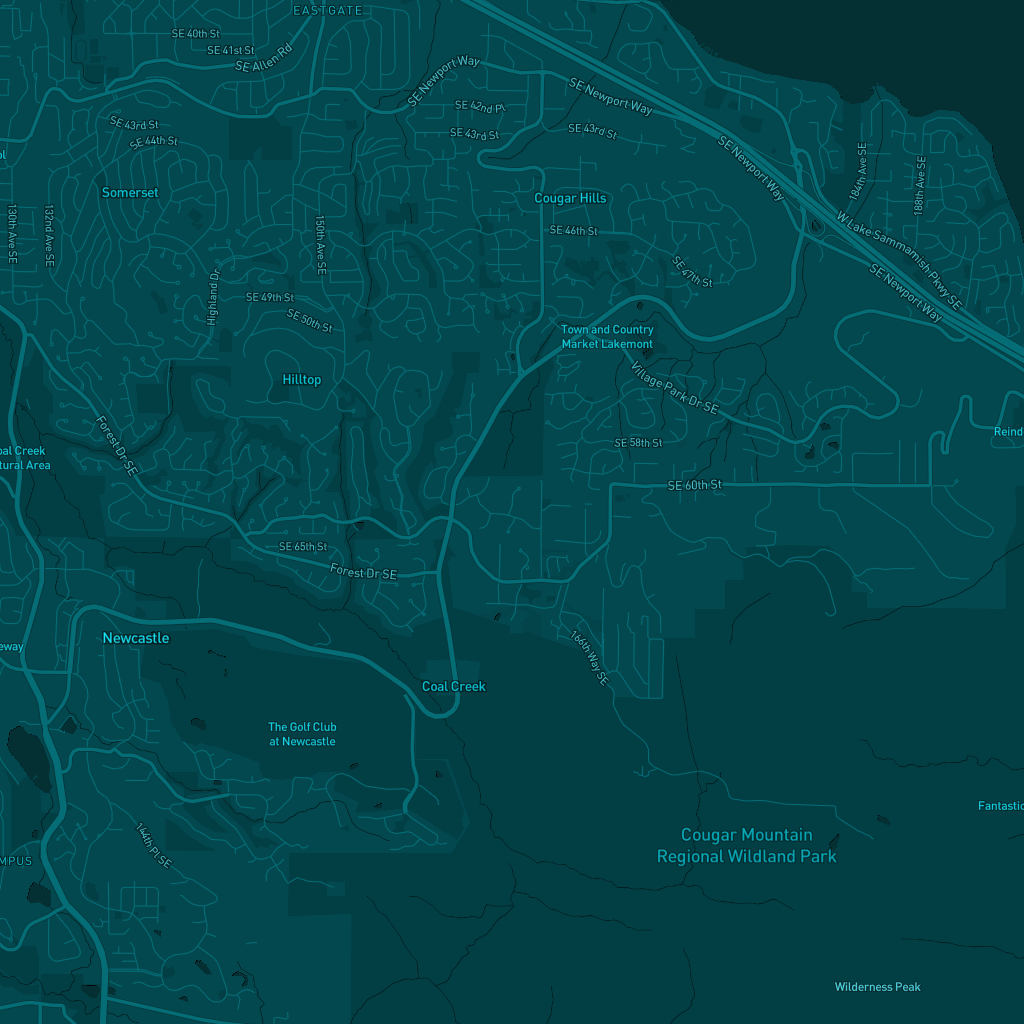 EASTGATE
SE 40th St
SE 41st St
SE Allen Rd
SE Newport Way
SE Newport Way
SE 42nd Pl
SE 43rd St
SE 44th St
SE 43rd St
SE 43rd St
SE Newport Way
184th Ave SE
188th Ave SE
ol
Somerset
Cougar Hills
130th Ave SE
132nd Ave SE
150th Ave SE
SE 46th St
W Lake Sammamish Pkwy SE
SE 47th St
SE Newport Way
Highland Dr
SE 49th St
SE 50th St
Town and Country
Market Lakemont
Hilltop
Village Park Dr SE
Forest Dr SE
Reind
SE 58th St
oal Creek
tural Area
SE 60th St
SE 65th St
Forest Dr SE
Newcastle
eway
166th Way SE
Coal Creek
The Golf Club
at Newcastle
Fantastic
Cougar Mountain
Regional Wildland Park
144th Pl SE
MPUS
Wilderness Peak